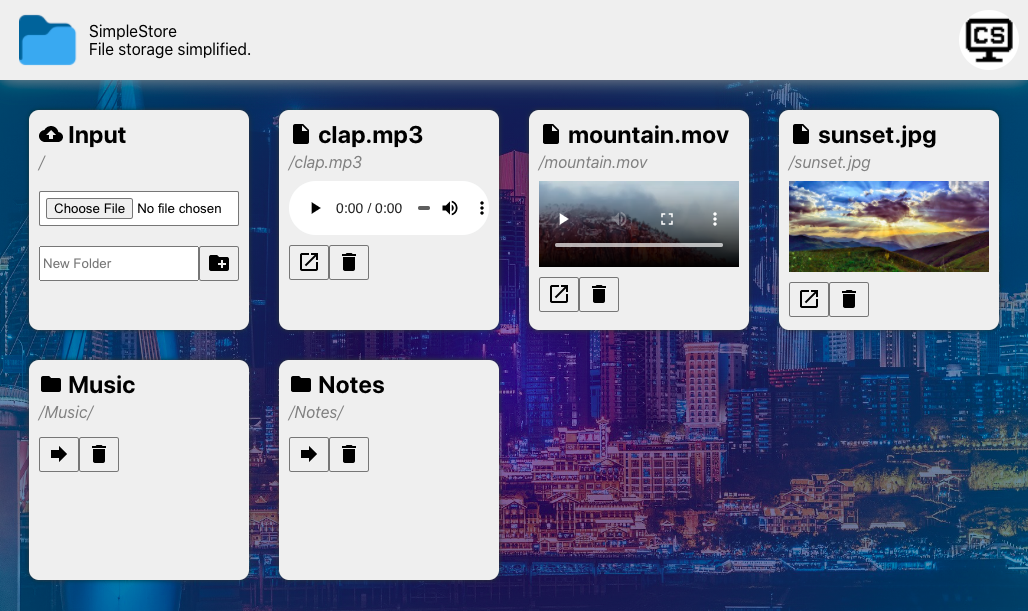 SimpleStore
File storage simplified.
CS
Input
/
Choose File No file chosen
New Folder
clap.mp3
/clap.mp3
0:00 / 0:00
mountain.mov
/mountain.mov
sunset.jpg
/sunset.jpg
Music
/Music/
Notes
/Notes/